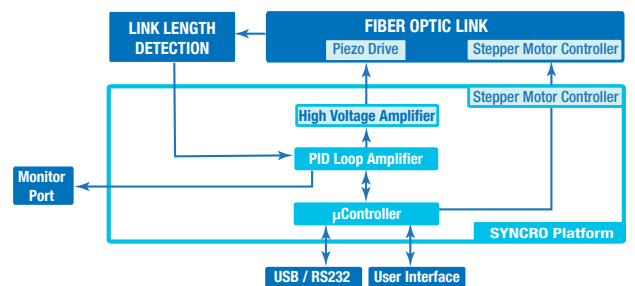 LINK LENGTH
DETECTION
FIBER OPTIC LINK
Piezo Drive
Stepper Motor Controller
Stepper Motor Controller
High Voltage Amplifier
PID Loop Amplifier
Monitor
Port
µController
SYNCRO Platform
USB / RS232
User Interface